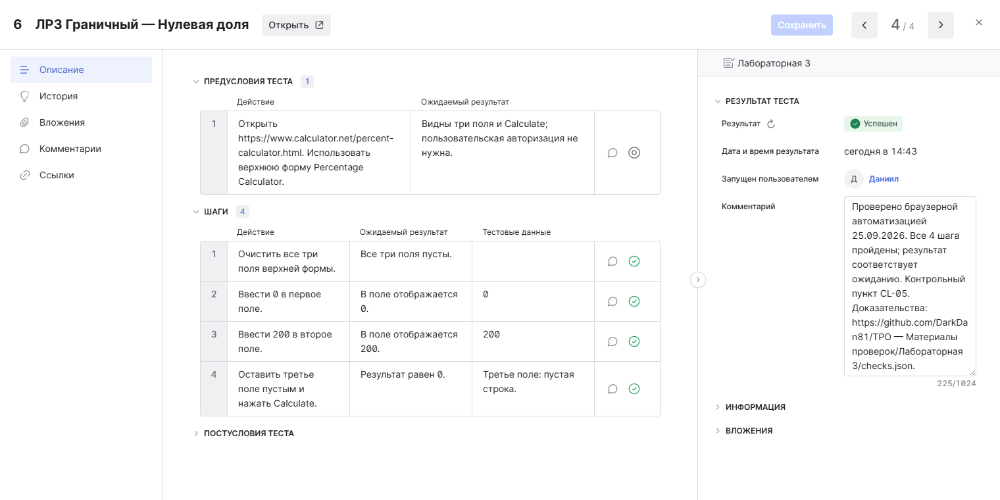 6 ЛР3 Граничный — Нулевая доля
Открыть
Сохранить
4 / 4
Описание
История
Вложения
Комментарии
Ссылки
ПРЕДУСЛОВИЯ ТЕСТА 1
Действие Ожидаемый результат
1
Открыть
https://www.calculator.net/percent-
calculator.html. Использовать
верхнюю форму Percentage
Calculator.
Видны три поля и Calculate;
пользовательская авторизация не
нужна.
ШАГИ 4
Действие Ожидаемый результат Тестовые данные
1
Очистить все три
поля верхней формы.
Все три поля пусты.
2
Ввести 0 в первое
поле.
В поле отображается
0.
0
3
Ввести 200 в второе
поле.
В поле отображается
200.
200
4
Оставить третье
поле пустым и
нажать Calculate.
Результат равен 0.
Третье поле: пустая
строка.
ПОСТУСЛОВИЯ ТЕСТА
Лабораторная 3
РЕЗУЛЬТАТ ТЕСТА
Результат Успешен
Дата и время результата сегодня в 14:43
Запущен пользователем Д Даниил
Комментарий
Проверено браузерной
автоматизацией
25.09.2026. Все 4 шага
пройдены; результат
соответствует
ожиданию. Контрольный
пункт CL-05.
Доказательства:
https://github.com/DarkDa
n81/TPO — Материалы
проверок/Лабораторная
3/checks.json.
225/1024
ИНФОРМАЦИЯ
ВЛОЖЕНИЯ